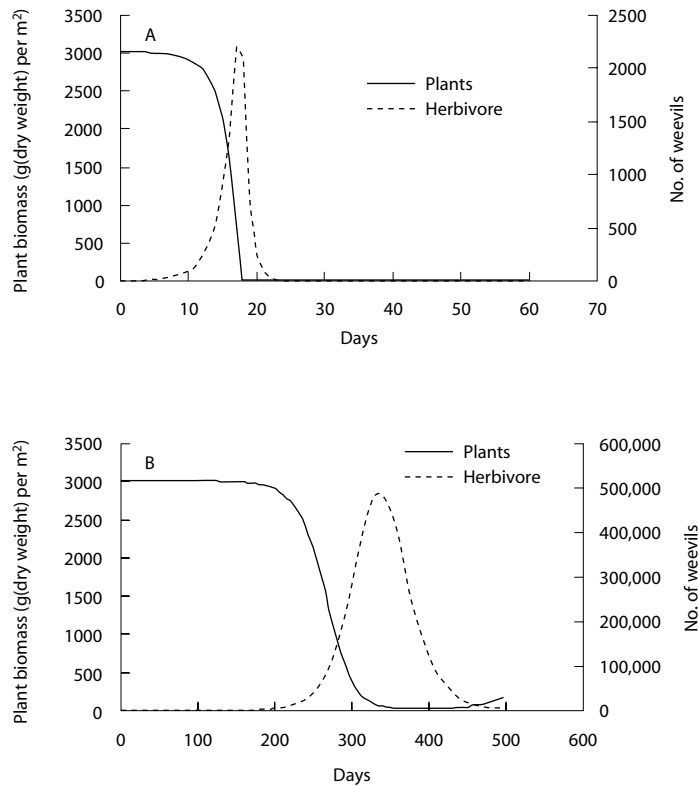 A
3500
3000
2500
2000
1500
1000
500
0
Plant biomass (g(dry weight) per m²)
2500
2000
1500
1000
500
0
No. of weevils
Plants
Herbivore
0 10 20 30 40 50 60 70
Days
B
3500
3000
2500
2000
1500
1000
500
0
Plant biomass (g(dry weight) per m²)
600,000
500,000
400,000
300,000
200,000
100,000
0
No. of weevils
Plants
Herbivore
0 100 200 300 400 500 600
Days